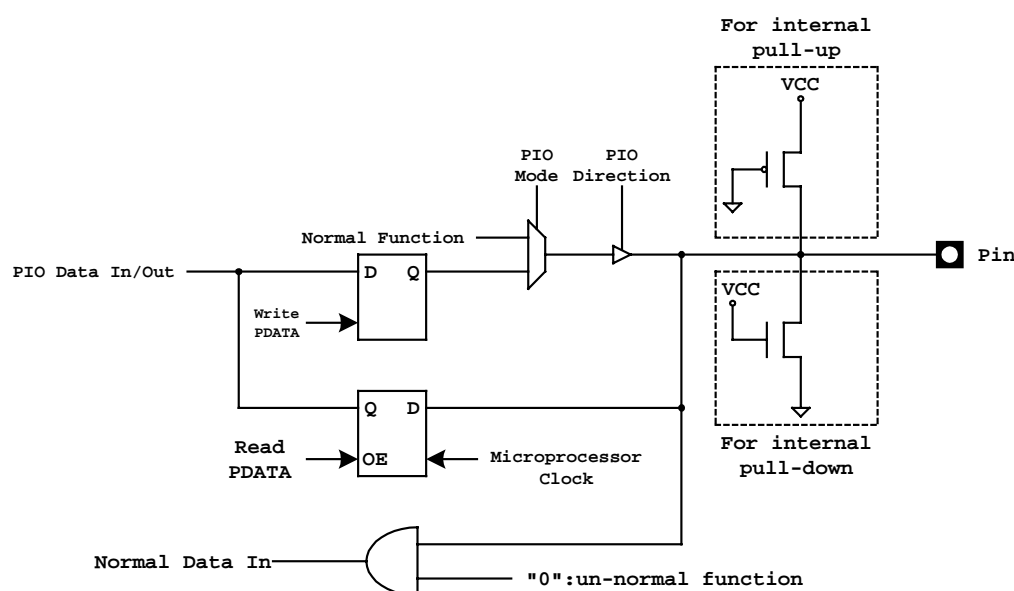 For internal
pull-up
VCC
PIO
Mode
PIO
Direction
Normal Function
PIO Data In/Out
D
Q
Pin
Write
PDATA
VCC
Q
D
Read
PDATA
OE
Microprocessor
Clock
For internal
pull-down
Normal Data In
"0":un-normal function